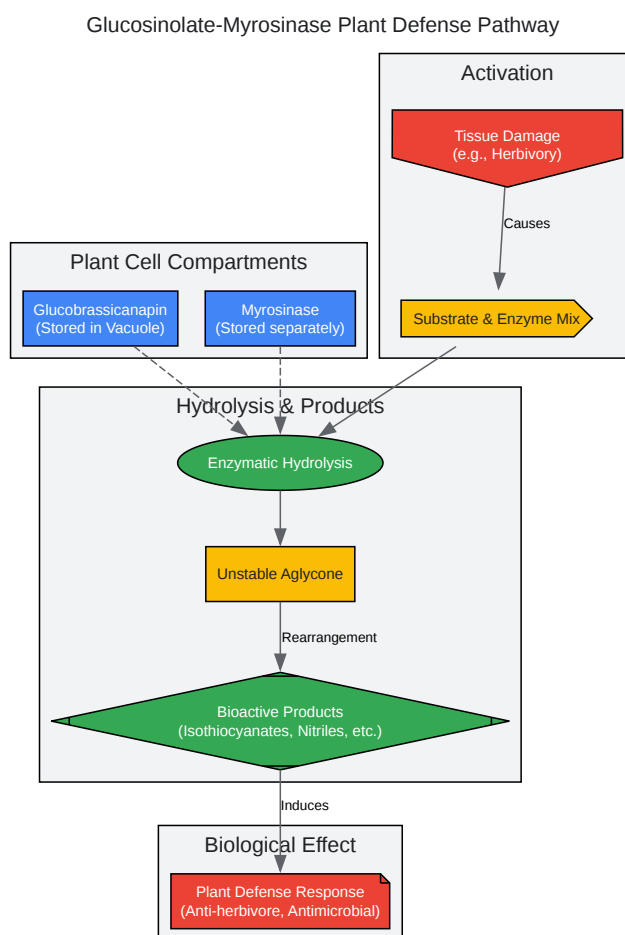 Glucosinolate-Myrosinase Plant Defense Pathway
Activation
Tissue Damage
(e.g., Herbivory)
Causes
Plant Cell Compartments
Glucobrassicanapin
(Stored in Vacuole)
Myrosinase
(Stored separately)
Substrate & Enzyme Mix
Hydrolysis & Products
Enzymatic Hydrolysis
Unstable Aglycone
Rearrangement
Bioactive Products
(Isothiocyanates, Nitriles, etc.)
Induces
Biological Effect
Plant Defense Response
(Anti-herbivore, Antimicrobial)